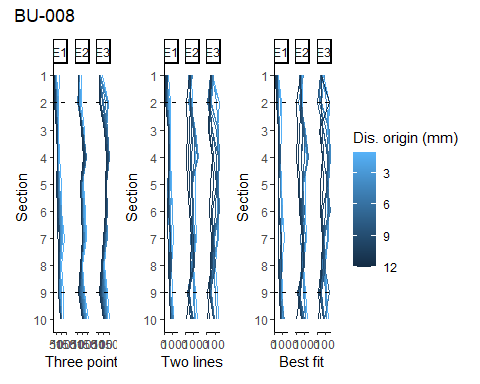 BU-008
E1 E2 E3 E1 E2 E3 E1 E2 E3
1 1 1
2 2 2
3 3 3
4 4 4
5 5 5
6 6 6
7 7 7
8 8 8
9 9 9
10 10 10
Section Section Section
Three point Two lines Best fit
Dis. origin (mm)
3
6
9
12